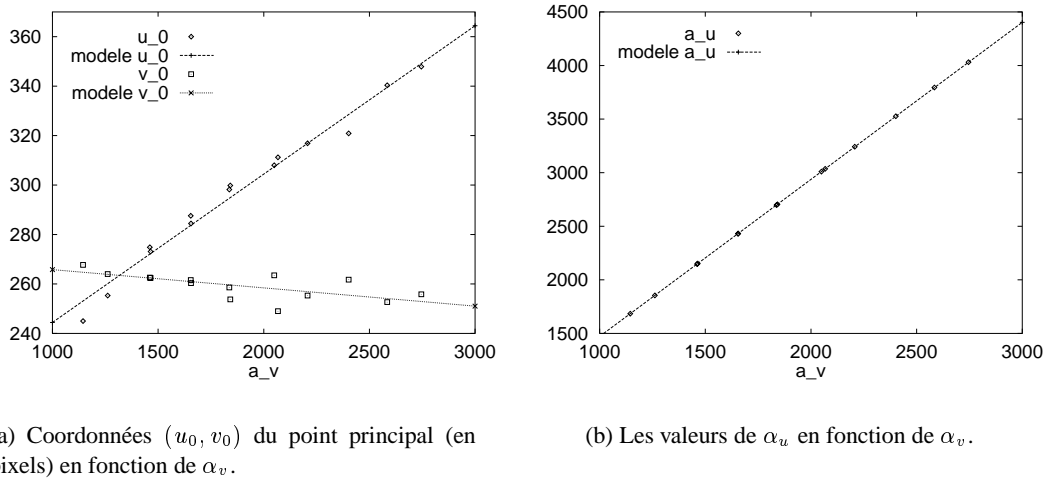 360
340
320
300
280
260
240
1000
1500
2000
2500
3000
a_v
u_0
modele u_0
v_0
modele v_0
4500
4000
3500
3000
2500
2000
1500
1000
1500
2000
2500
3000
a_v
a_u
modele a_u
a) Coordonnées (u₀, v₀) du point principal (en
pixels) en fonction de αᵥ.
(b) Les valeurs de αᵤ en fonction de αᵥ.